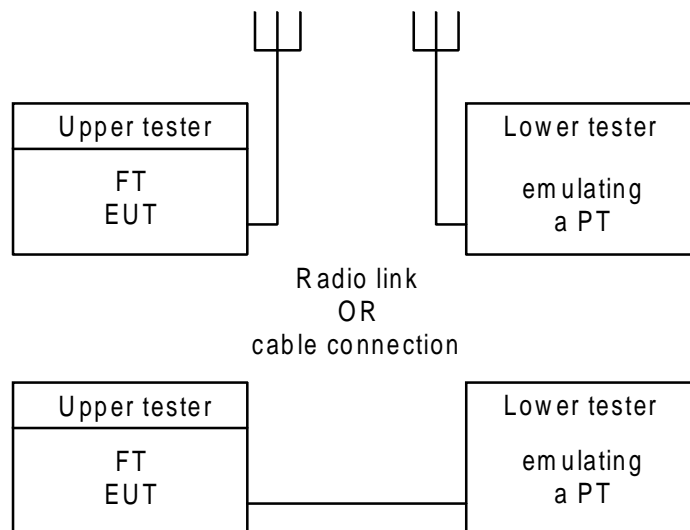 Upper tester
FT
EUT
Lower tester
emulating
a PT
Radio link
OR
cable connection
Upper tester
FT
EUT
Lower tester
emulating
a PT